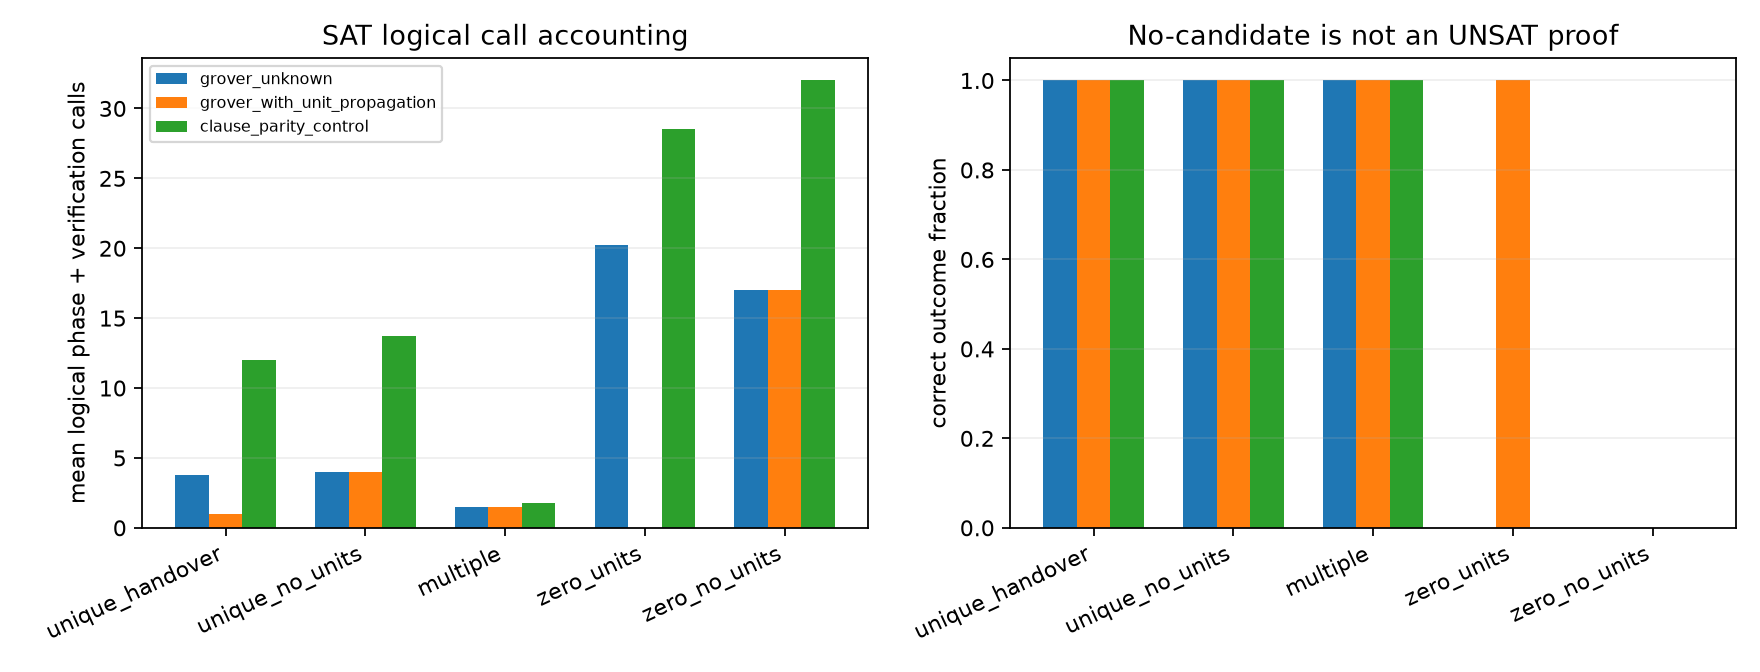 SAT logical call accounting
mean logical phase + verification calls
30
25
20
15
10
5
0
grover_unknown
grover_with_unit_propagation
clause_parity_control
unique_handover
unique_no_units
multiple
zero_units
zero_no_units
No-candidate is not an UNSAT proof
correct outcome fraction
1.0
0.8
0.6
0.4
0.2
0.0
unique_handover
unique_no_units
multiple
zero_units
zero_no_units